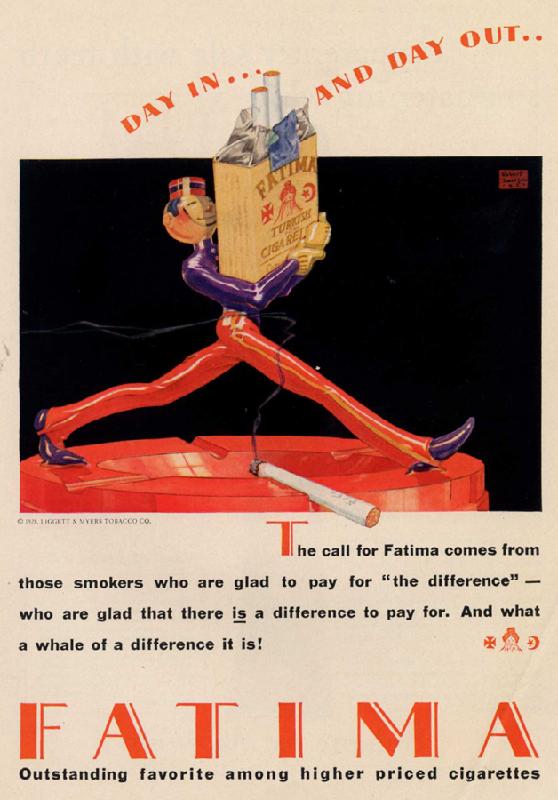 DAY IN... AND DAY OUT..
FATIMA
TURKISH
CIGARETTES
© 1928, LIGGETT & MYERS TOBACCO CO.
The call for Fatima comes from
those smokers who are glad to pay for “the difference” —
who are glad that there is a difference to pay for. And what
a whale of a difference it is!
FATIMA
Outstanding favorite among higher priced cigarettes